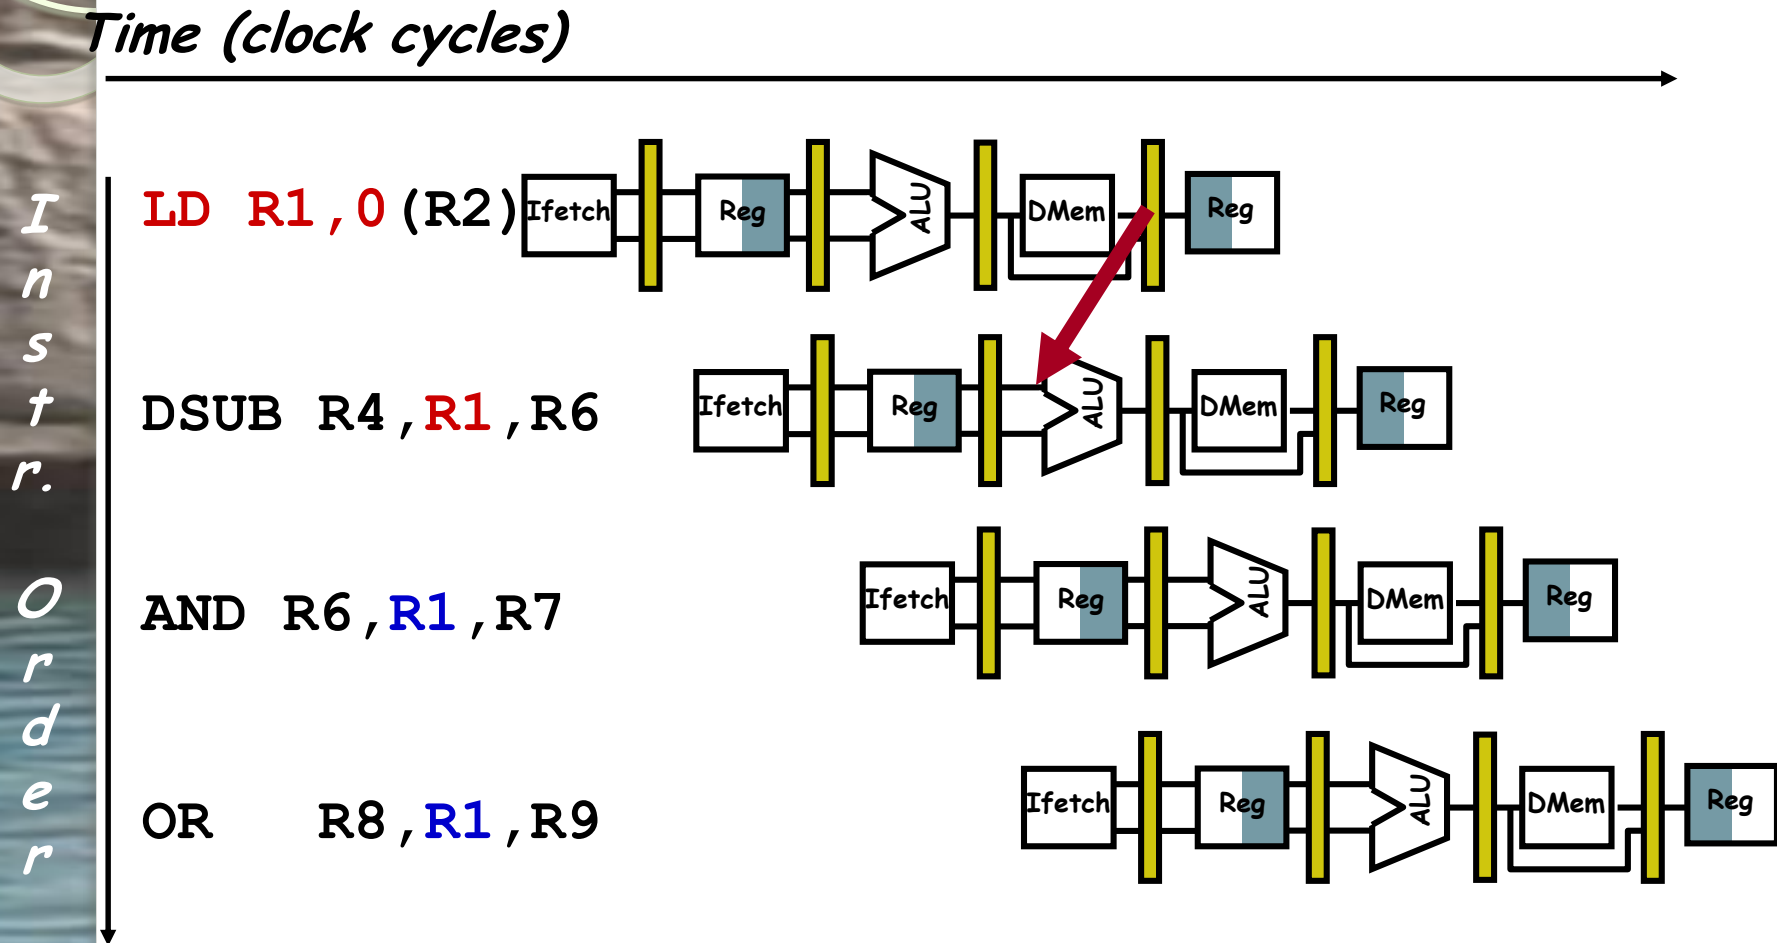 Time (clock cycles)
Instr. Order
LD R1,0(R2)
Ifetch Reg ALU DMem Reg
DSUB R4,R1,R6
Ifetch Reg ALU DMem Reg
AND R6,R1,R7
Ifetch Reg ALU DMem Reg
OR R8,R1,R9
Ifetch Reg ALU DMem Reg